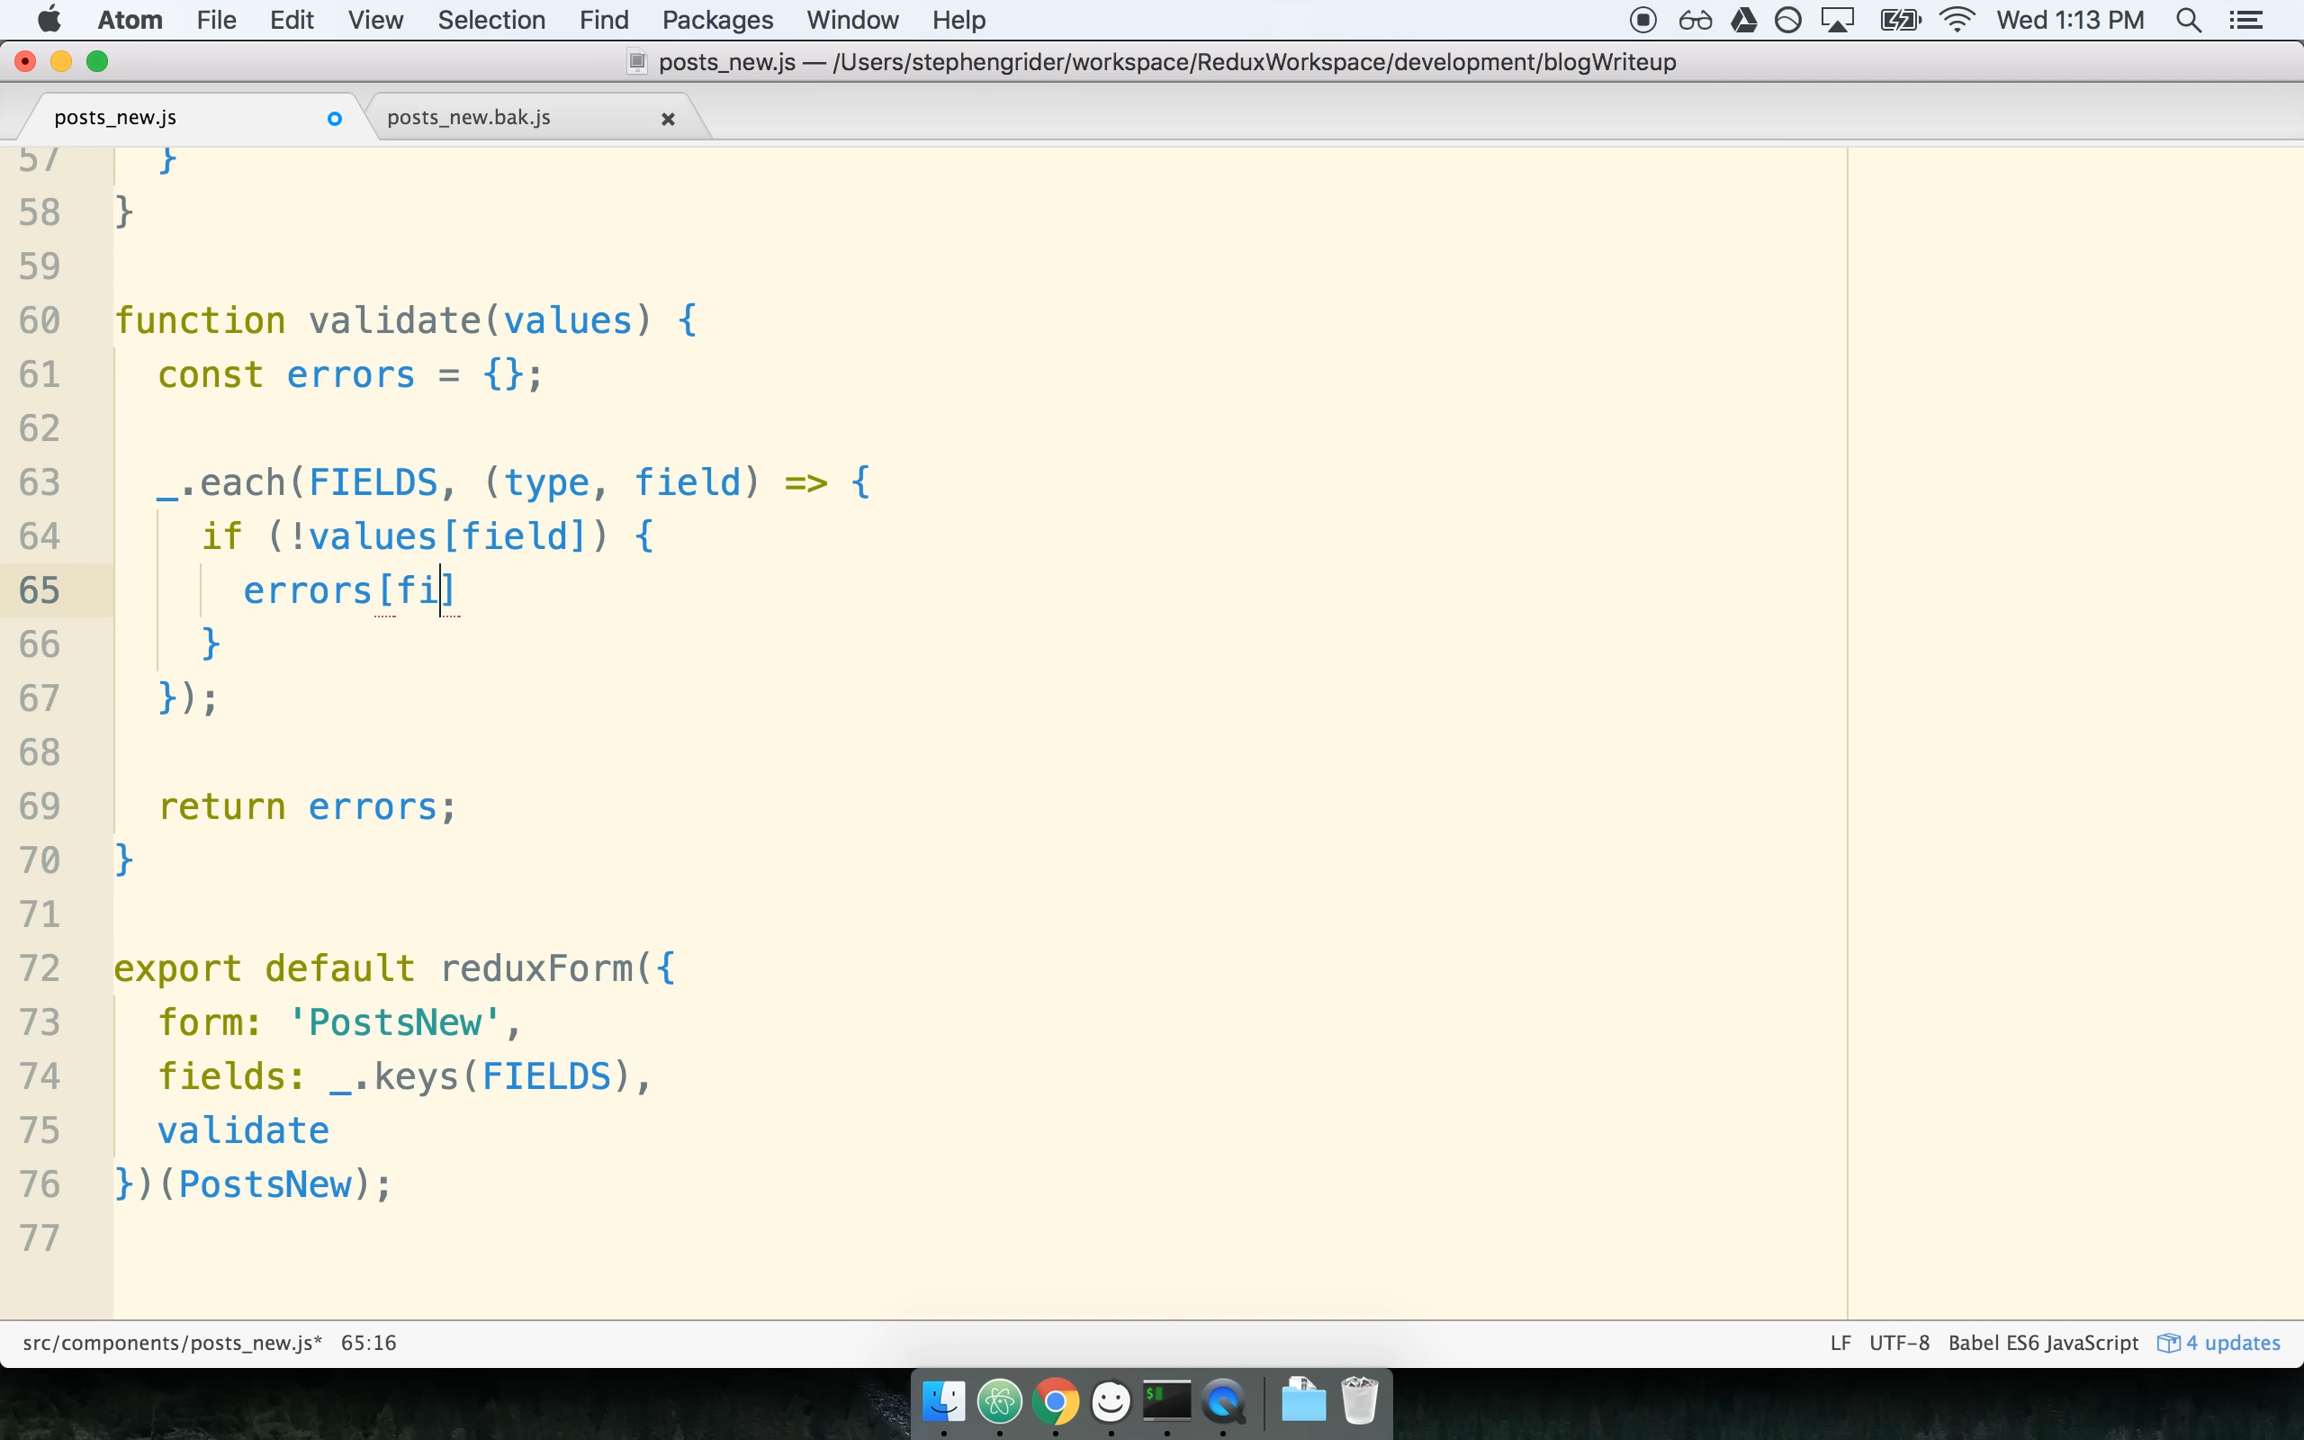 Atom File Edit View Selection Find Packages Window Help Wed 1:13 PM
posts_new.js — /Users/stephengrider/workspace/ReduxWorkspace/development/blogWriteup
posts_new.js posts_new.bak.js
57 }
58 }
59
60 function validate(values) {
61 const errors = {};
62
63 _.each(FIELDS, (type, field) => {
64 if (!values[field]) {
65 errors[fi]
66 }
67 });
68
69 return errors;
70 }
71
72 export default reduxForm({
73 form: 'PostsNew',
74 fields: _.keys(FIELDS),
75 validate
76 })(PostsNew);
77
src/components/posts_new.js* 65:16 LF UTF-8 Babel ES6 JavaScript 4 updates